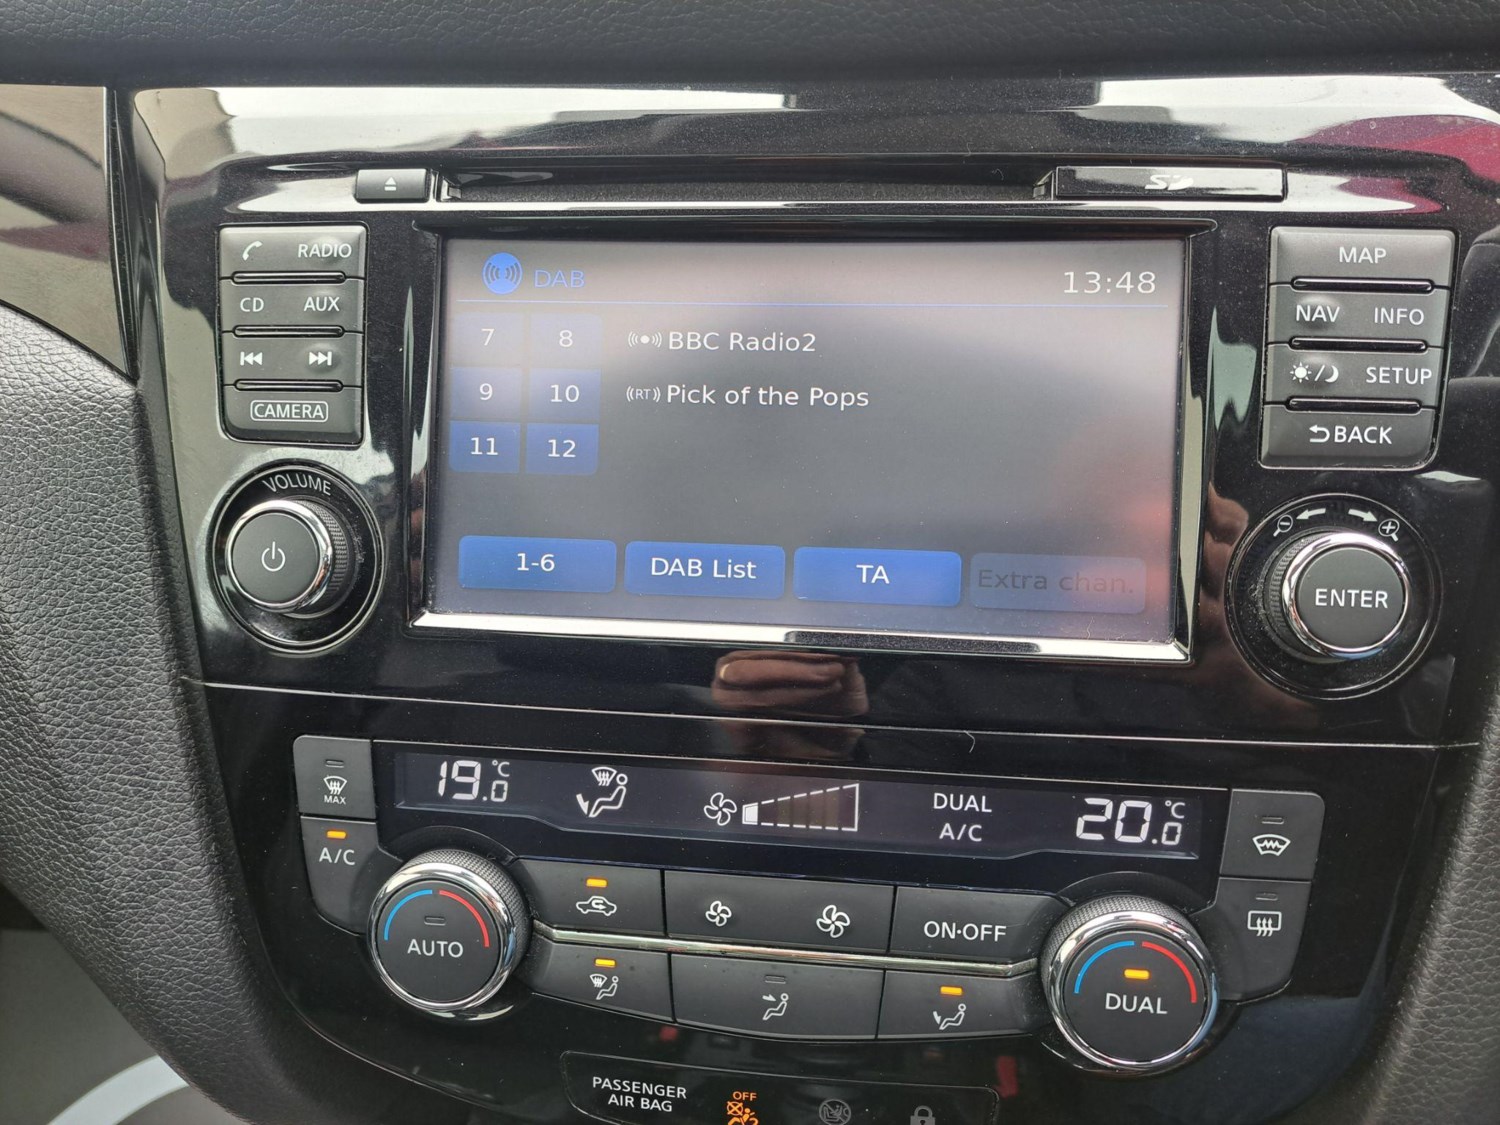 SD
RADIO
CD AUX
CAMERA
VOLUME
DAB
13:48
7 8
BBC Radio2
9 10
RT Pick of the Pops
11 12
1-6
DAB List
TA
Extra chan.
MAP
NAV INFO
SETUP
BACK
ENTER
MAX
A/C
19.0 °C
DUAL
A/C
20.0 °C
AUTO
ON·OFF
DUAL
PASSENGER
AIR BAG
OFF